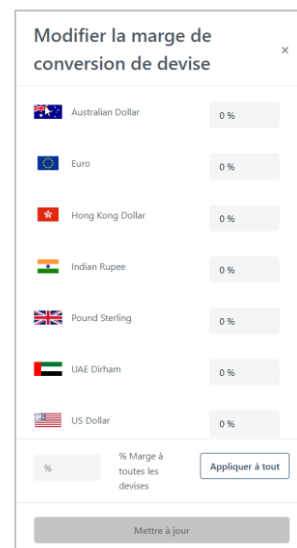 Modifier la marge de
conversion de devise
×
Australian Dollar 0 %
Euro 0 %
Hong Kong Dollar 0 %
Indian Rupee 0 %
Pound Sterling 0 %
UAE Dirham 0 %
US Dollar 0 %
% % Marge à
toutes les
devises
Appliquer à tout
Mettre à jour